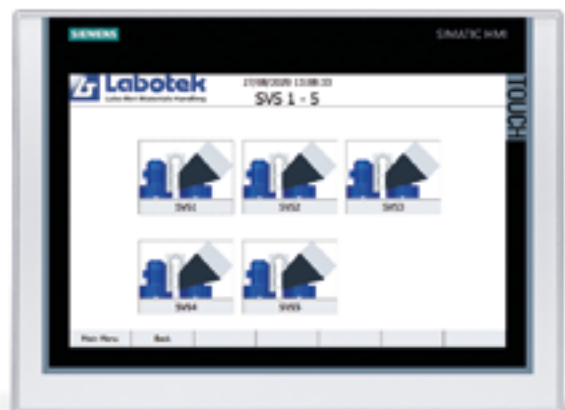 SIEMENS
SIMATIC HMI
TOUCH
Labotek
27/08/2020 13:08:33
SVS 1 - 5
SVS1
SVS2
SVS3
SVS4
SVS5
Main Menu
Back